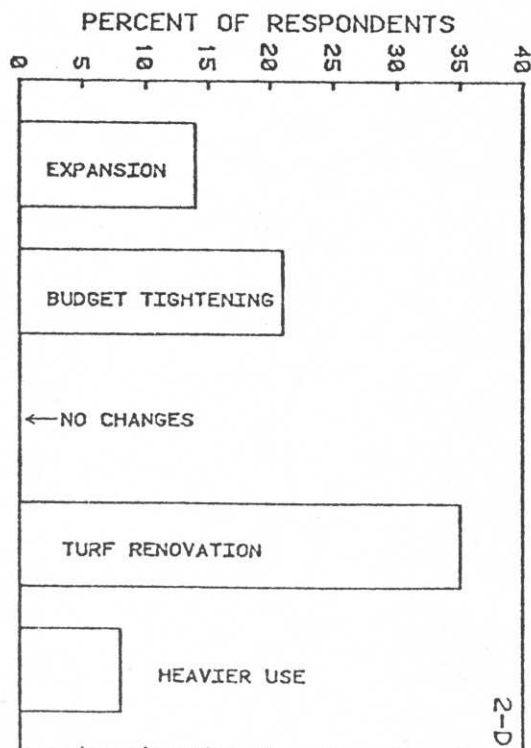 PERCENT OF RESPONDENTS
0 5 10 15 20 25 30 35 40
EXPANSION
BUDGET TIGHTENING
←NO CHANGES
TURF RENOVATION
HEAVIER USE
2-D